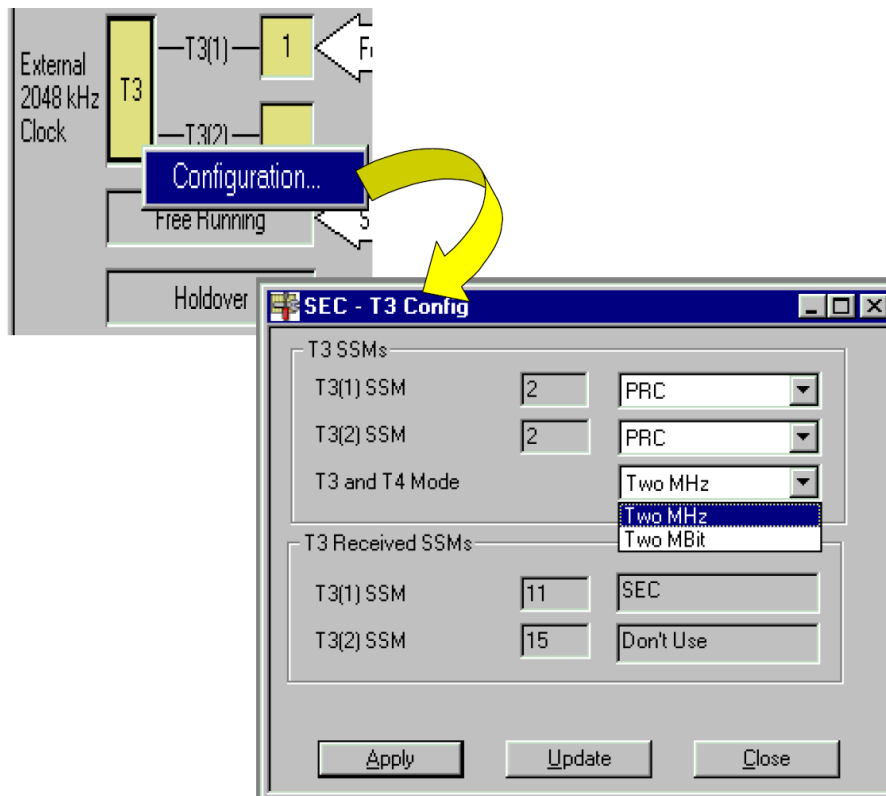 External
2048 kHz
Clock
T3
T3(1)
1
T3(2)
Configuration...
Free Running
Holdover
SEC - T3 Config
T3 SSMs
T3(1) SSM 2 PRC
T3(2) SSM 2 PRC
T3 and T4 Mode Two MHz
Two MHz
Two MBit
T3 Received SSMs
T3(1) SSM 11 SEC
T3(2) SSM 15 Don't Use
Apply Update Close